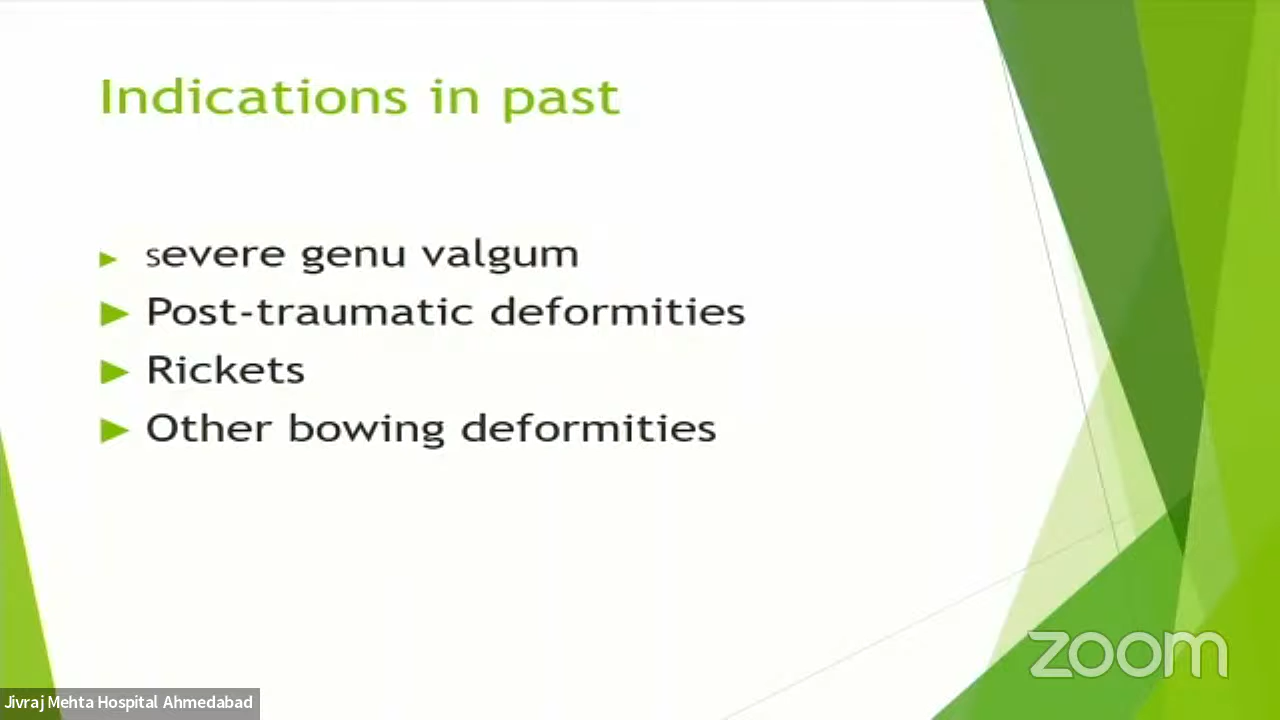 Indications in past
severe genu valgum
Post-traumatic deformities
Rickets
Other bowing deformities
zoom
Jivraj Mehta Hospital Ahmedabad